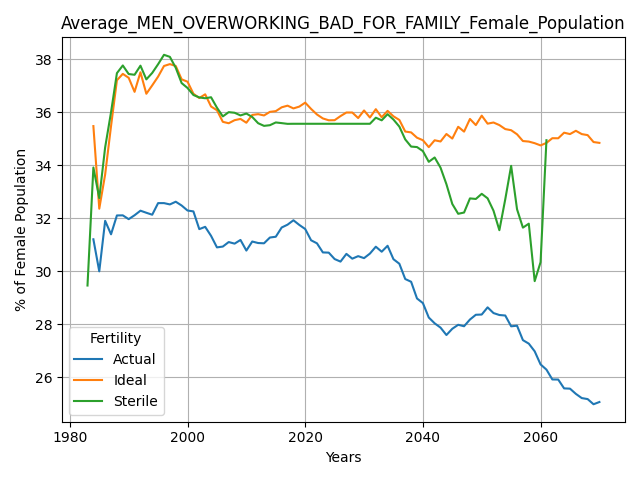 Average_MEN_OVERWORKING_BAD_FOR_FAMILY_Female_Population
% of Female Population
38
36
34
32
30
28
26
Fertility
Actual
Ideal
Sterile
1980
2000
2020
2040
2060
Years